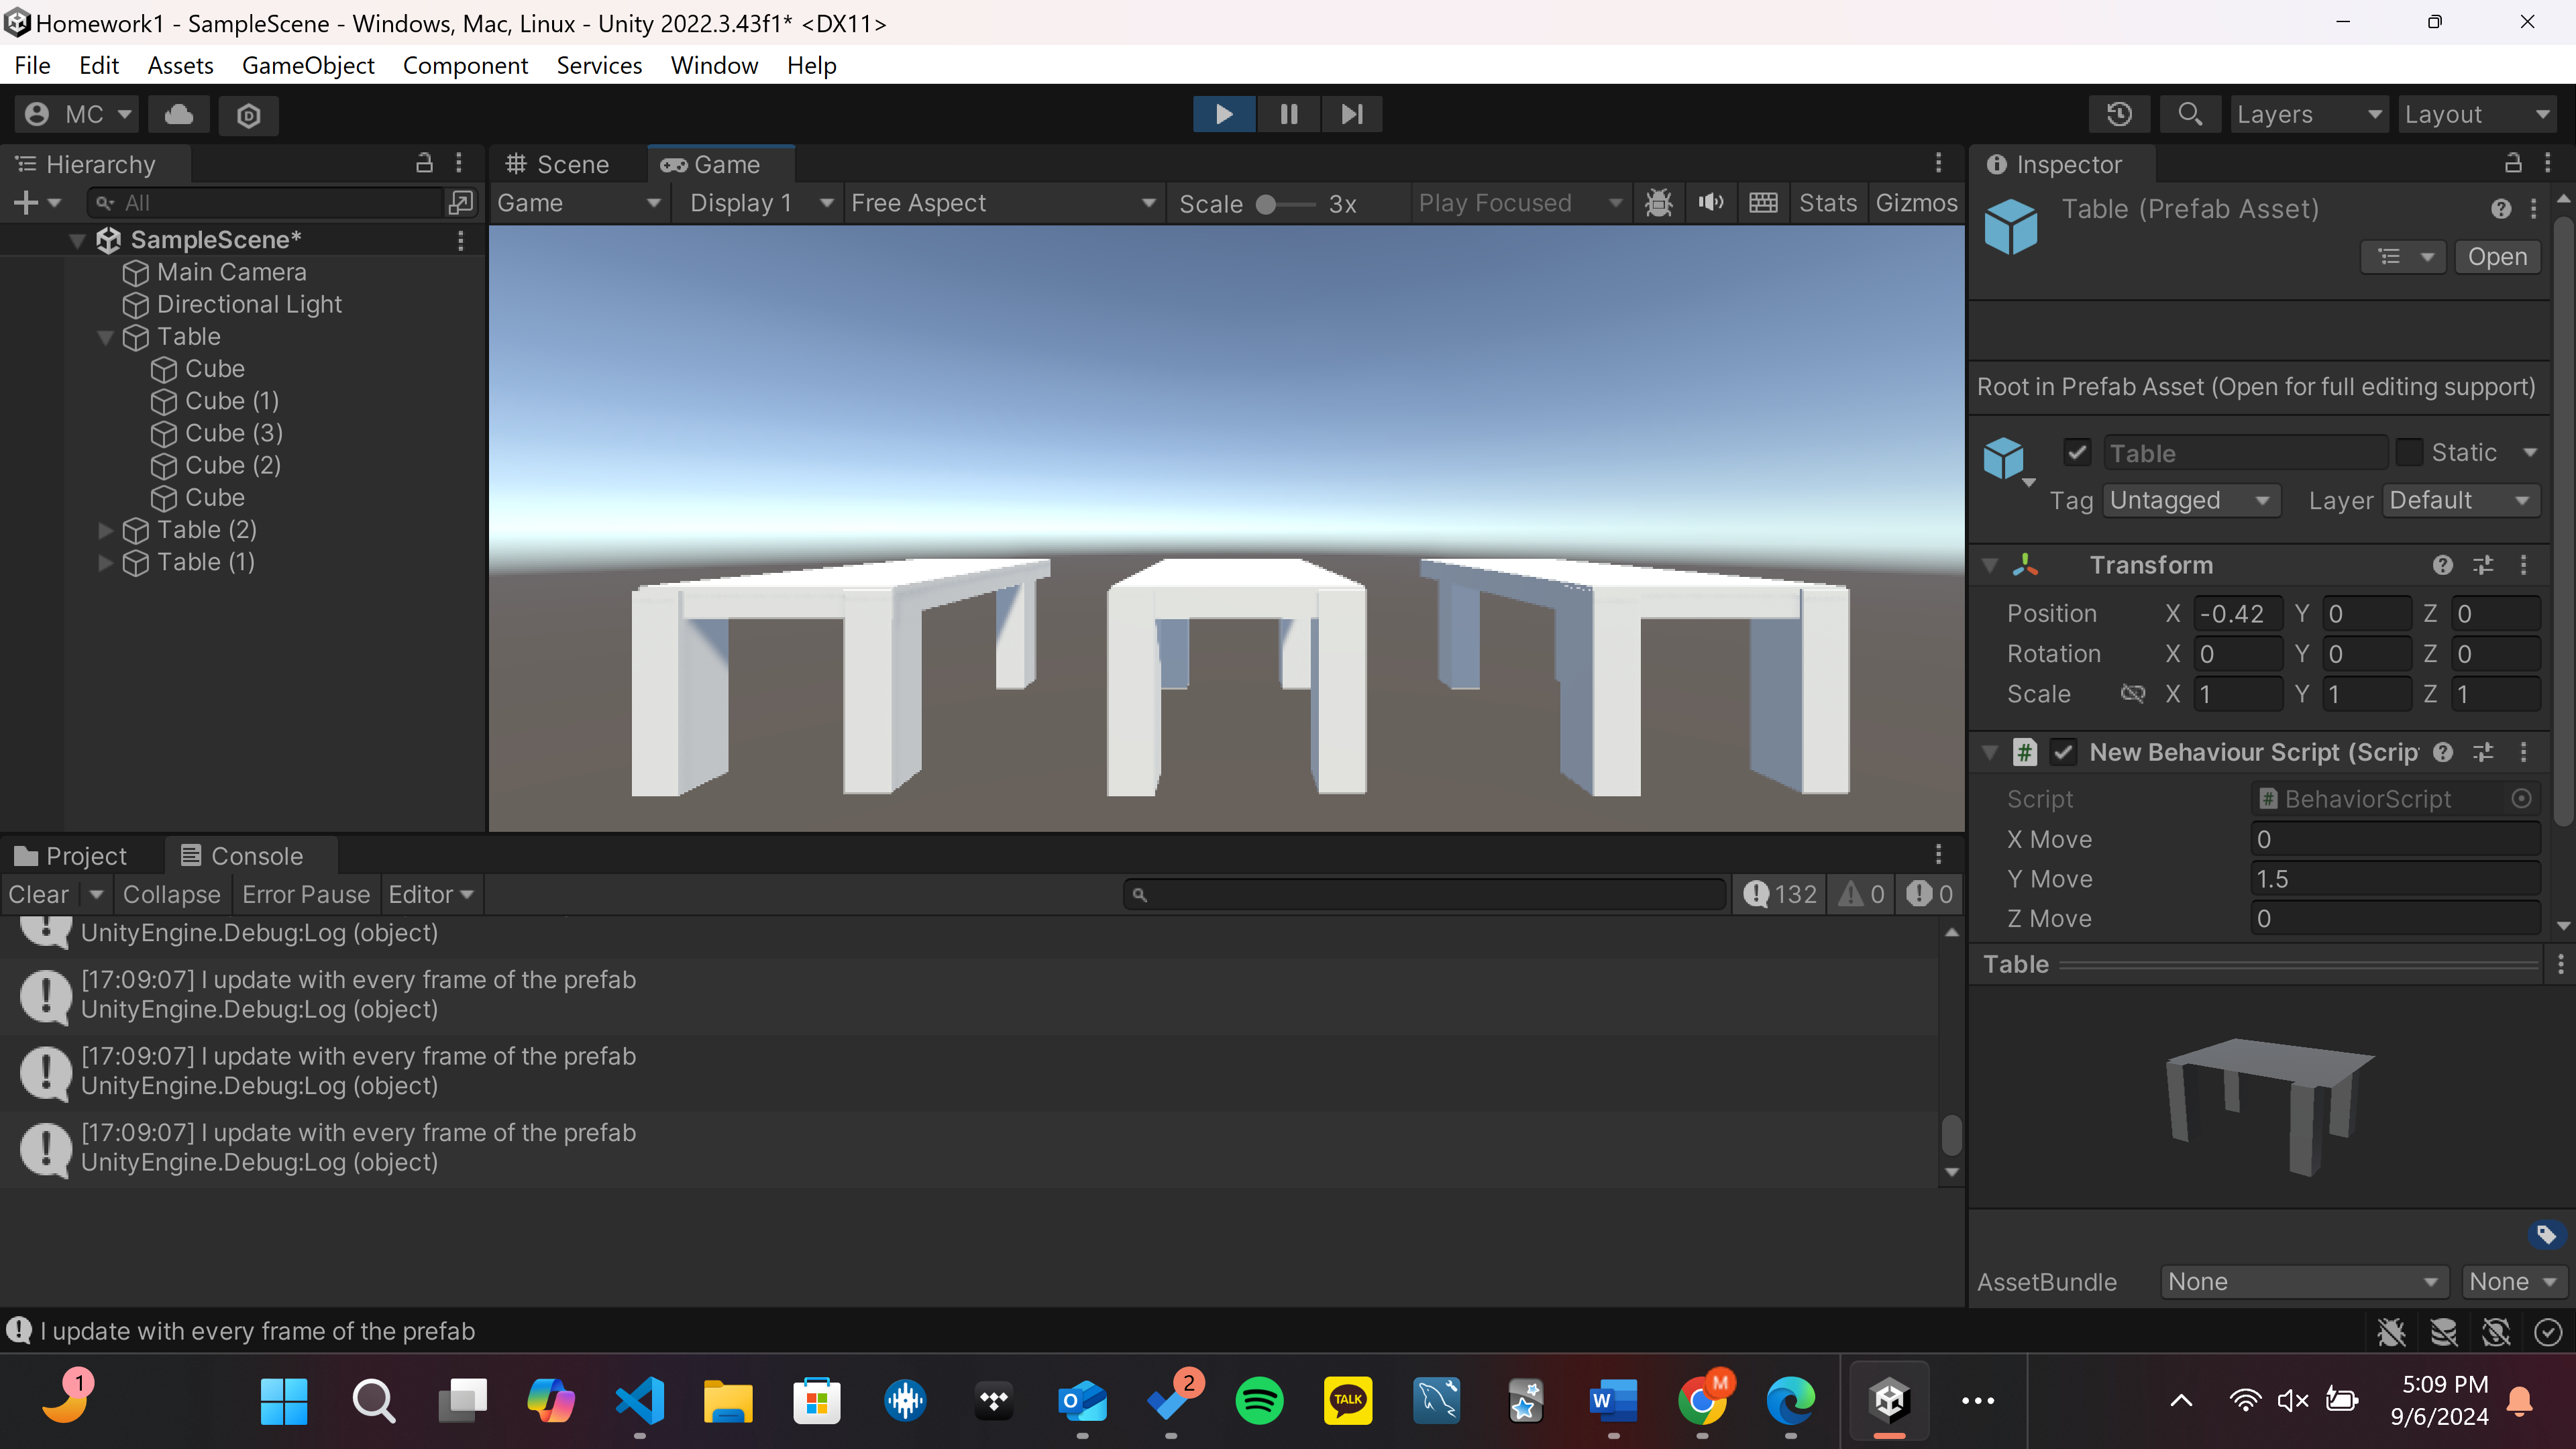 Homework1 - SampleScene - Windows, Mac, Linux - Unity 2022.3.43f1* <DX11>
File Edit Assets GameObject Component Services Window Help
MC
Layers Layout
Hierarchy
All
SampleScene*
Main Camera
Directional Light
Table
Cube
Cube (1)
Cube (3)
Cube (2)
Cube
Table (2)
Table (1)
Scene Game
Game Display 1 Free Aspect Scale 3x Play Focused Stats Gizmos
Inspector
Table (Prefab Asset)
Open
Root in Prefab Asset (Open for full editing support)
Table Static
Tag Untagged Layer Default
Transform
Position X -0.42 Y 0 Z 0
Rotation X 0 Y 0 Z 0
Scale X 1 Y 1 Z 1
# New Behaviour Script (Scrip
Script # BehaviorScript
X Move 0
Y Move 1.5
Z Move 0
Table
AssetBundle None None
Project Console
Clear Collapse Error Pause Editor 132 0 0
UnityEngine.Debug:Log (object)
[17:09:07] I update with every frame of the prefab
UnityEngine.Debug:Log (object)
[17:09:07] I update with every frame of the prefab
UnityEngine.Debug:Log (object)
[17:09:07] I update with every frame of the prefab
UnityEngine.Debug:Log (object)
I update with every frame of the prefab
1
2
TALK
W
M
5:09 PM
9/6/2024